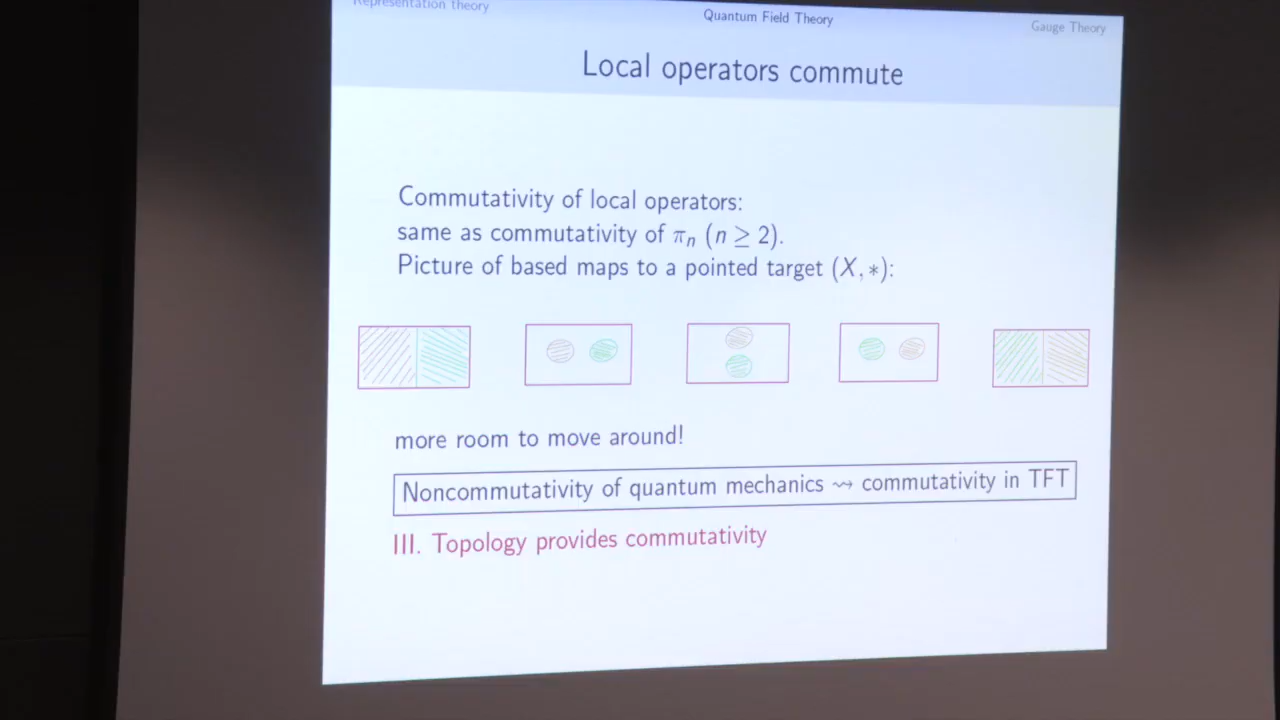 Representation theory
Quantum Field Theory
Gauge Theory
Local operators commute
Commutativity of local operators:
same as commutativity of πₙ (n ≥ 2).
Picture of based maps to a pointed target (X, *):
more room to move around!
Noncommutativity of quantum mechanics ⇝ commutativity in TFT
III. Topology provides commutativity